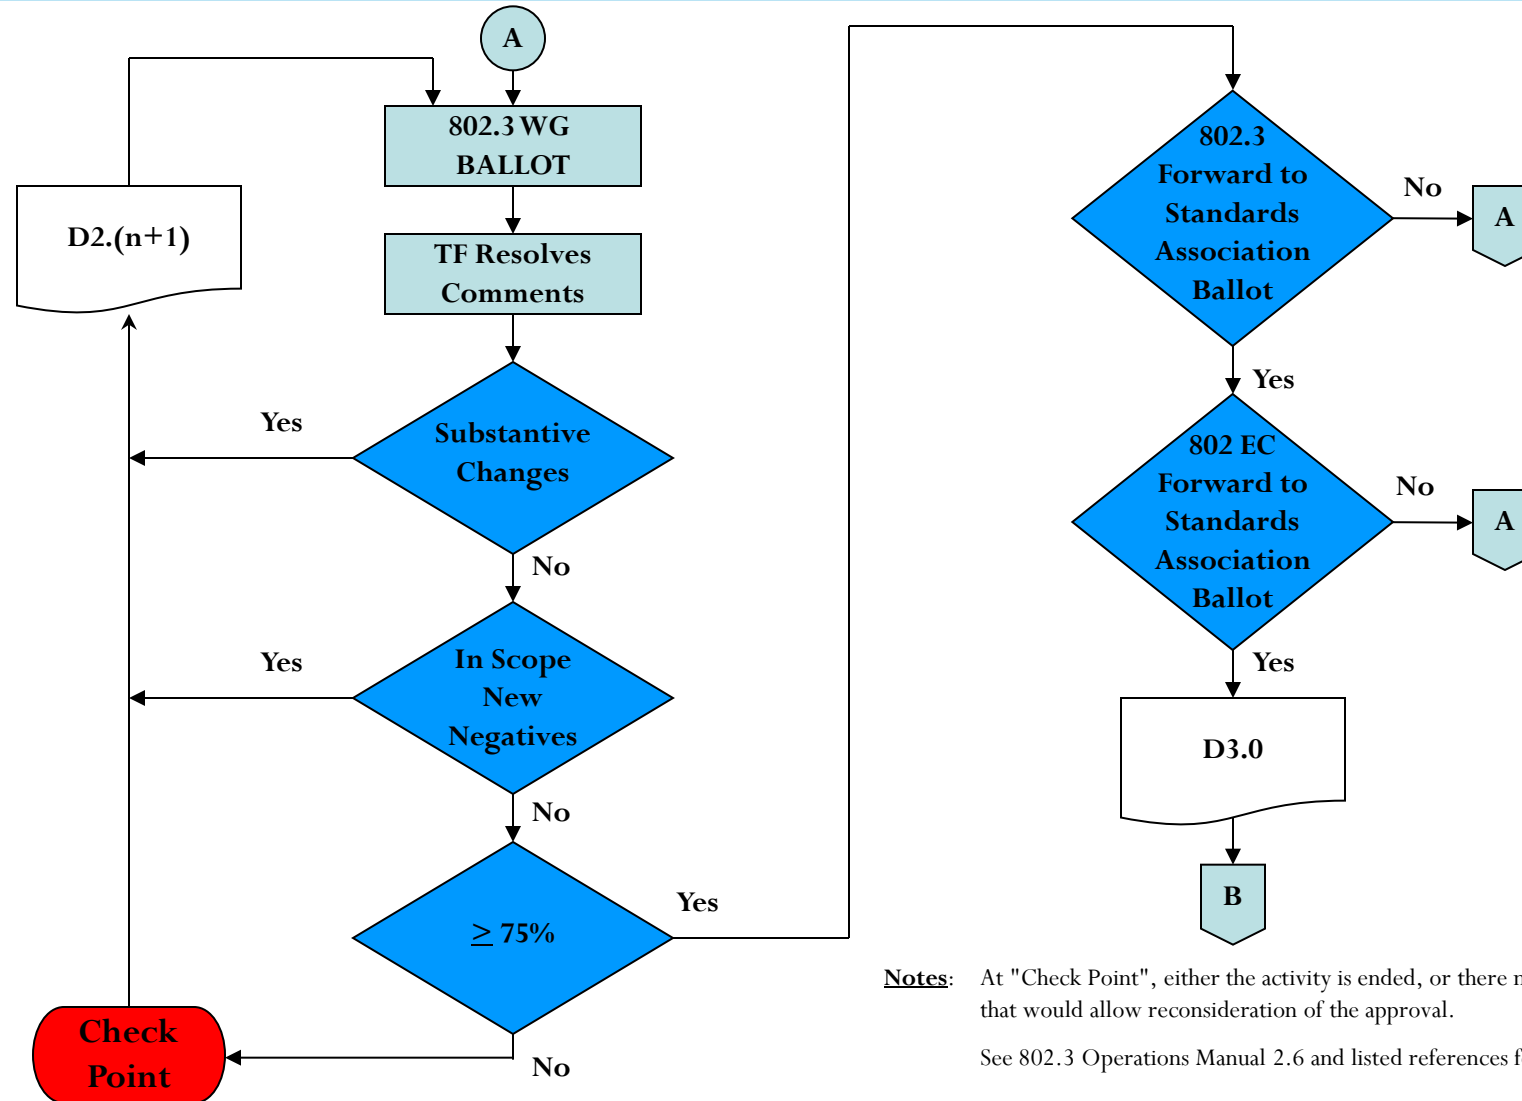 A
802.3 WG
BALLOT
D2.(n+1)
TF Resolves
Comments
Yes
Substantive
Changes
No
Yes
In Scope
New
Negatives
No
≥ 75%
Yes
Check
Point
No
802.3
Forward to
Standards
Association
Ballot
No
A
Yes
802 EC
Forward to
Standards
Association
Ballot
No
A
Yes
D3.0
B
Notes: At "Check Point", either the activity is ended, or there
that would allow reconsideration of the approval.
See 802.3 Operations Manual 2.6 and listed references